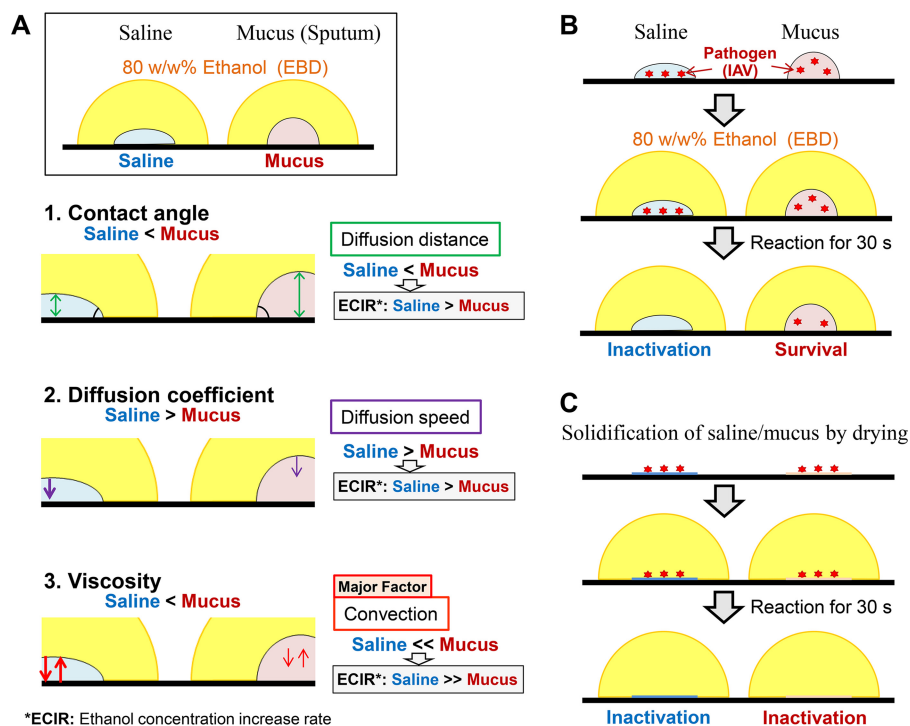 A
Saline
Mucus (Sputum)
80 w/w% Ethanol (EBD)
Saline
Mucus
1. Contact angle
Saline < Mucus
Diffusion distance
Saline < Mucus
ECIR*: Saline > Mucus
2. Diffusion coefficient
Saline > Mucus
Diffusion speed
Saline > Mucus
ECIR*: Saline > Mucus
3. Viscosity
Saline < Mucus
Major Factor
Convection
Saline << Mucus
ECIR*: Saline >> Mucus
*ECIR: Ethanol concentration increase rate
B
Saline
Mucus
Pathogen
(IAV)
80 w/w% Ethanol (EBD)
Reaction for 30 s
Inactivation
Survival
C
Solidification of saline/mucus by drying
Reaction for 30 s
Inactivation
Inactivation